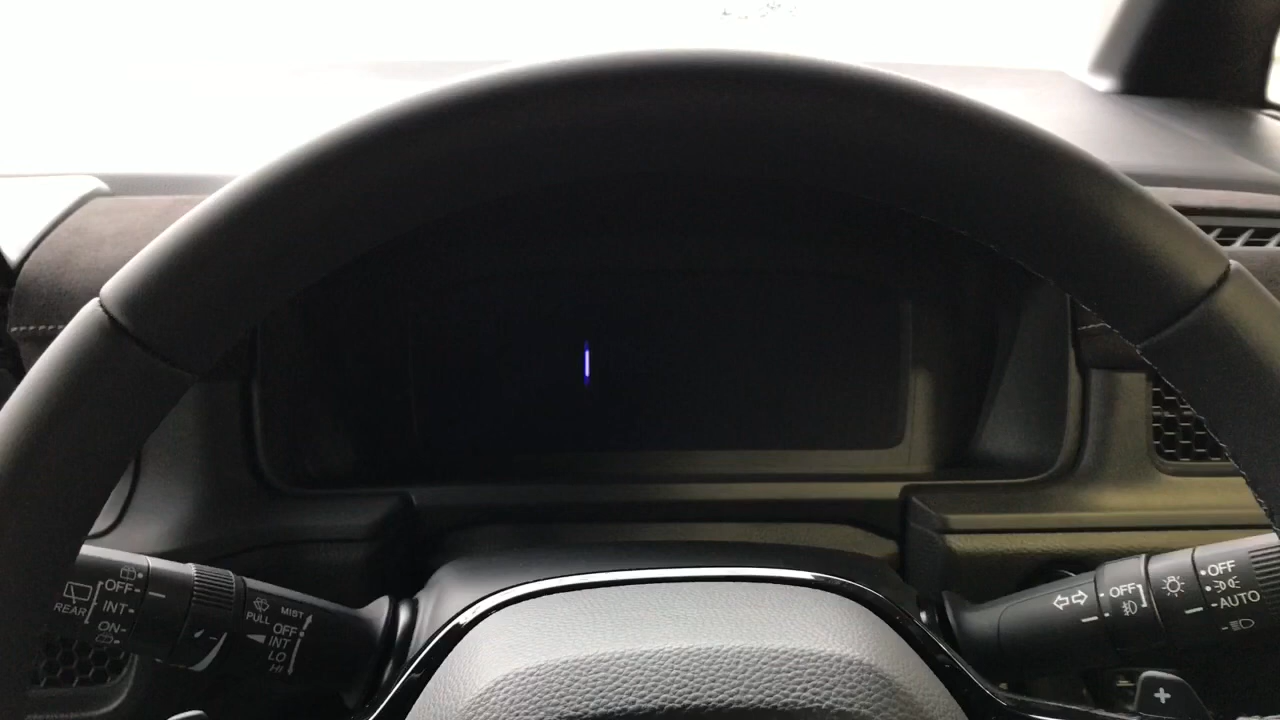 OFF
REAR
INT
ON
PULL
MIST
OFF
INT
LO
HI
OFF
OFF
AUTO
+